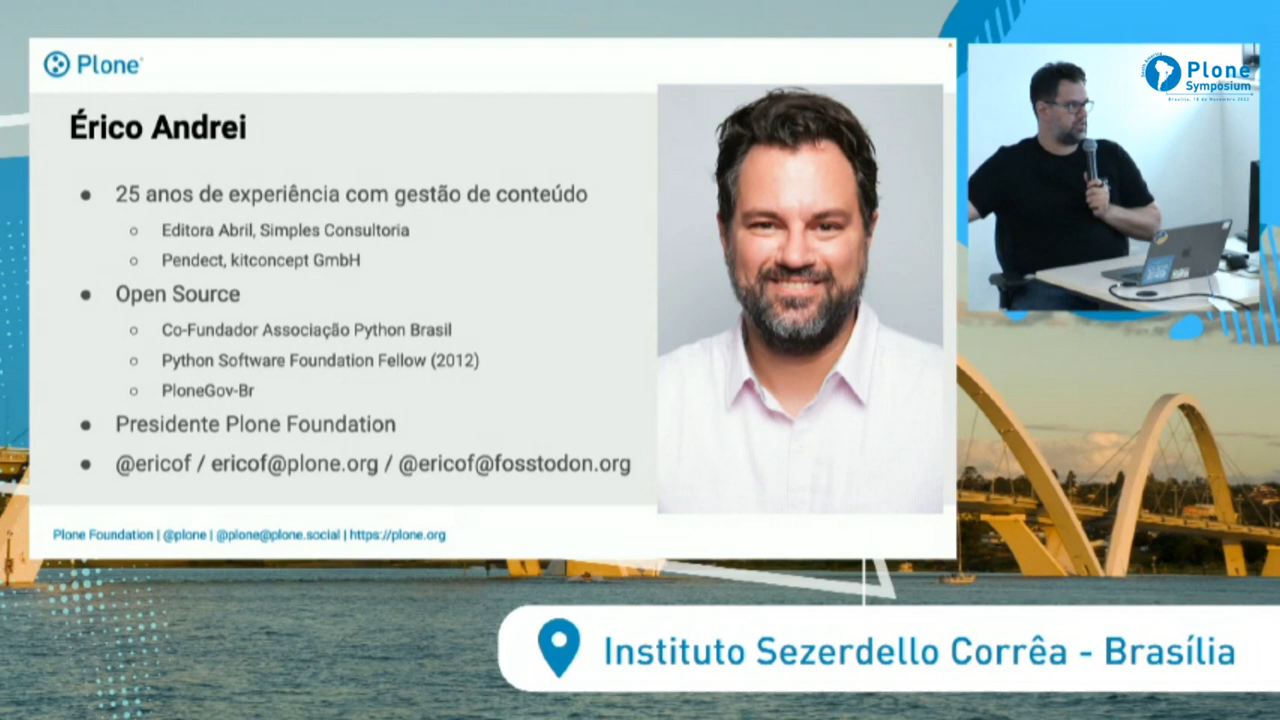 Plone
Érico Andrei
25 anos de experiência com gestão de conteúdo
Editora Abril, Simples Consultoria
Pendect, kitconcept GmbH
Open Source
Co-Fundador Associação Python Brasil
Python Software Foundation Fellow (2012)
PloneGov-Br
Presidente Plone Foundation
@ericof / ericof@plone.org / @ericof@fosstodon.org
Plone Foundation | @plone | @plone@plone.social | https://plone.org
Plone
Symposium
Instituto Sezerdello Corrêa - Brasília